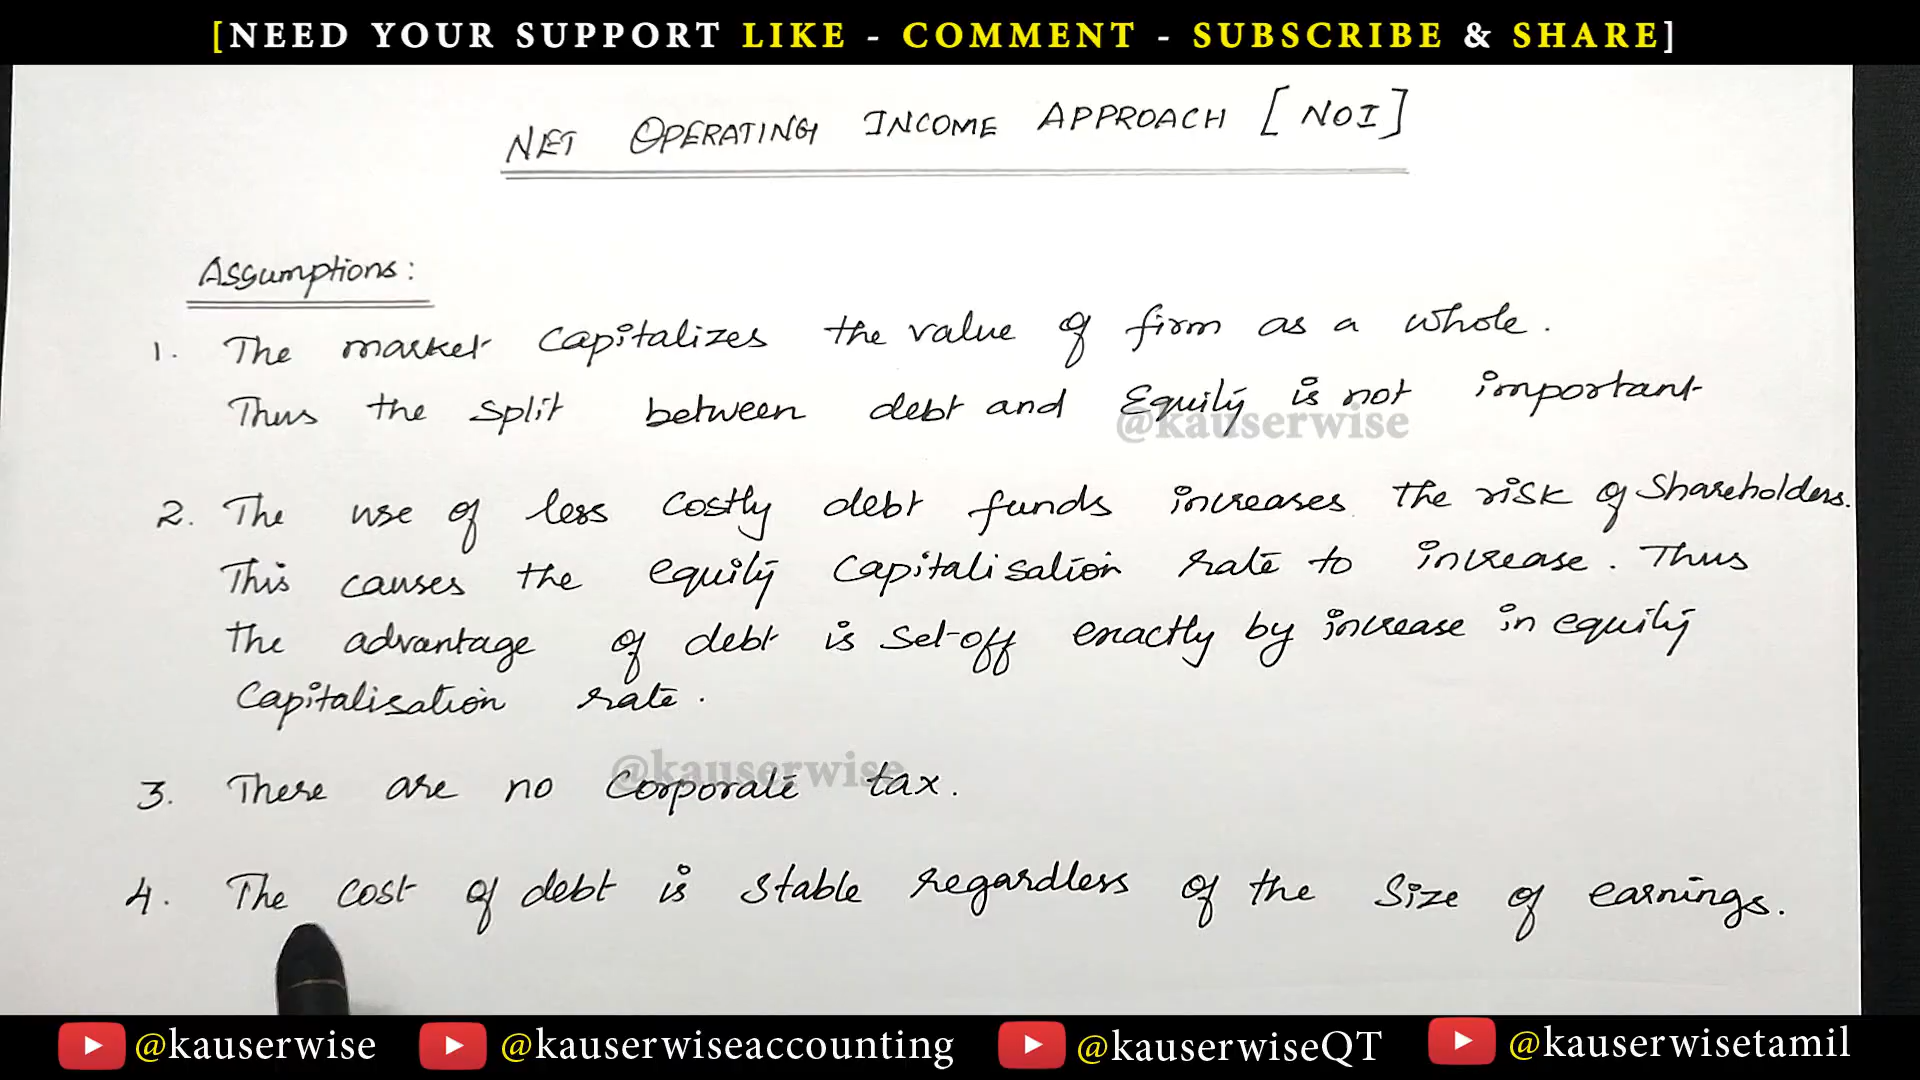 [NEED YOUR SUPPORT LIKE - COMMENT - SUBSCRIBE & SHARE]
NET OPERATING INCOME APPROACH [NOI]
Assumptions:
1. The market capitalizes the value of firm as a whole.
Thus the split between debt and Equity is not important
@kauserwise
2. The use of less costly debt funds increases the risk of Shareholders.
This causes the equity capitalisation rate to increase. Thus
the advantage of debt is set-off exactly by increase in equity
capitalisation rate.
@kauserwise
3. There are no corporate tax.
4. The cost of debt is stable regardless of the size of earnings.
@kauserwise @kauserwiseaccounting @kauserwiseQT @kauserwisetamil